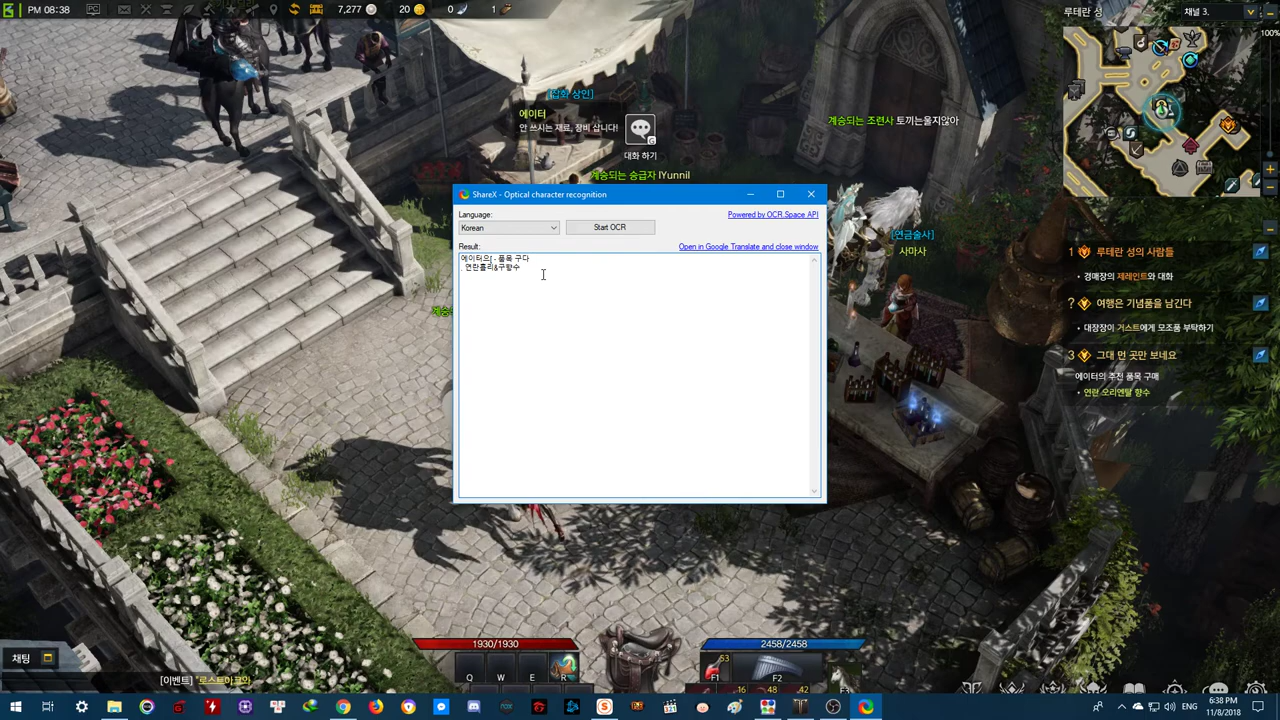 PM 08:38
PC
7,277
20
0
1
루테란 성
채널 3.
100%
[잡화 상인]
에이터
안 쓰시는 재료, 장비 삽니다!
G
대화 하기
계승되는 조련사 토끼는울지않아
계승되는 승급자 IYunnil
ShareX - Optical character recognition
Language:
Powered by OCR.Space API
Korean
Start OCR
Result:
Open in Google Translate and close window
에이터으[ - 품목 구다
. 연란홀리&구향수
[연금술사]
사마사
1 루테란 성의 사람들
· 경매장의 제레인트와 대화
? 여행은 기념품을 남긴다
· 대장장이 거스트에게 모조품 부탁하기
3 그대 먼 곳만 보네요
에이터의 추천 품목 구매
· 연란 오리엔탈 향수
1930/1930
2458/2458
Q
W
E
R
53
F1
F2
16
48
42
채팅
[이벤트] "로스트아크와
ENG
6:38 PM
11/8/2018